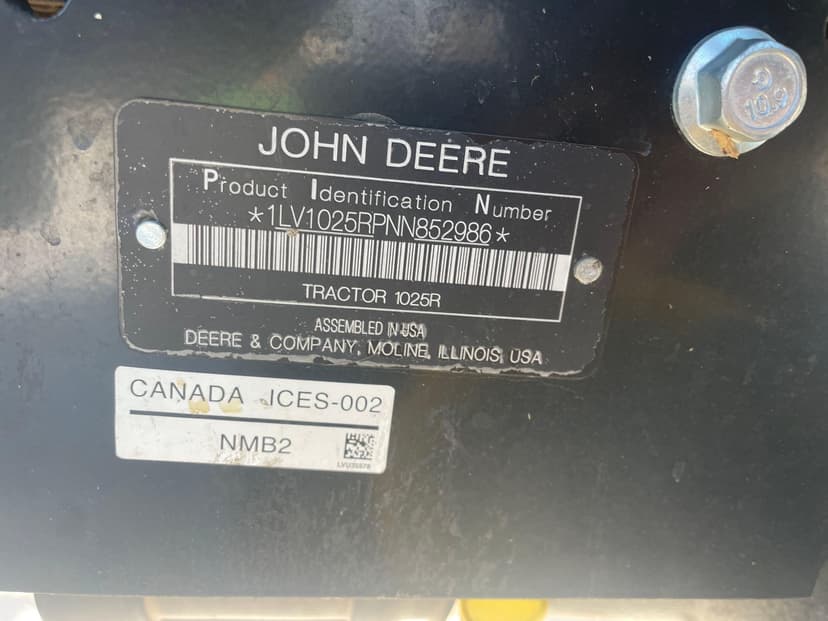 JOHN DEERE
Product Identification Number
*1LV1025RPNN852986*
TRACTOR 1025R
ASSEMBLED IN USA
DEERE & COMPANY, MOLINE, ILLINOIS, USA
CANADA ICES-002
NMB2
10.9